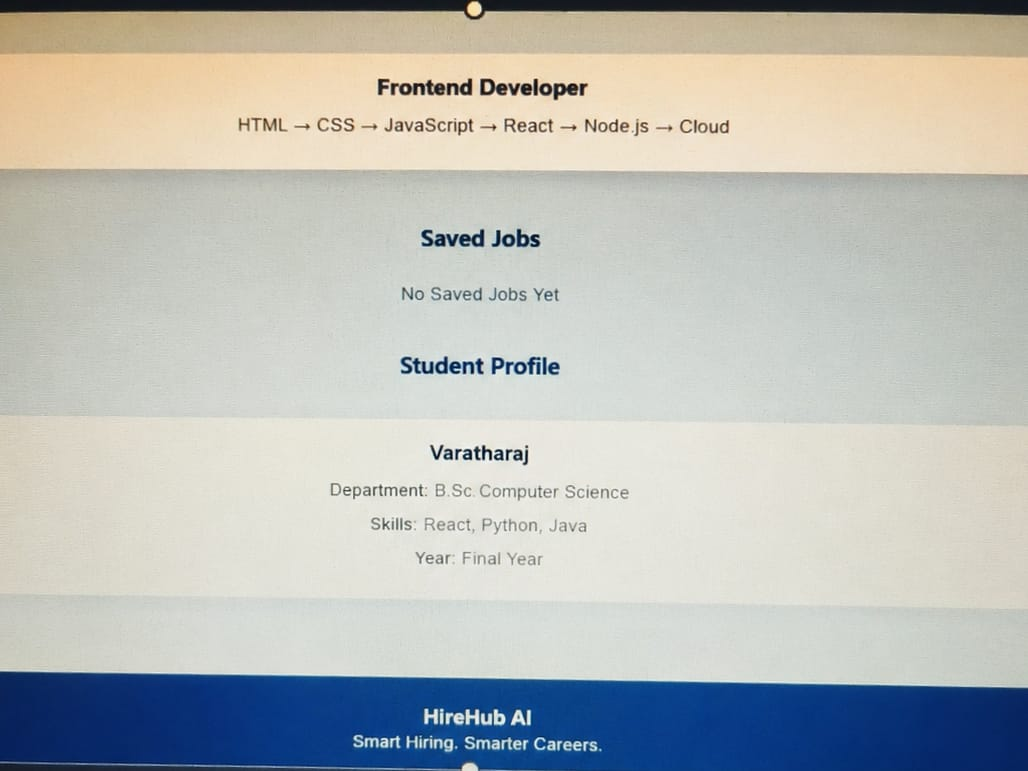 Frontend Developer
HTML → CSS → JavaScript → React → Node.js → Cloud
Saved Jobs
No Saved Jobs Yet
Student Profile
Varatharaj
Department: B.Sc. Computer Science
Skills: React, Python, Java
Year: Final Year
HireHub AI
Smart Hiring. Smarter Careers.